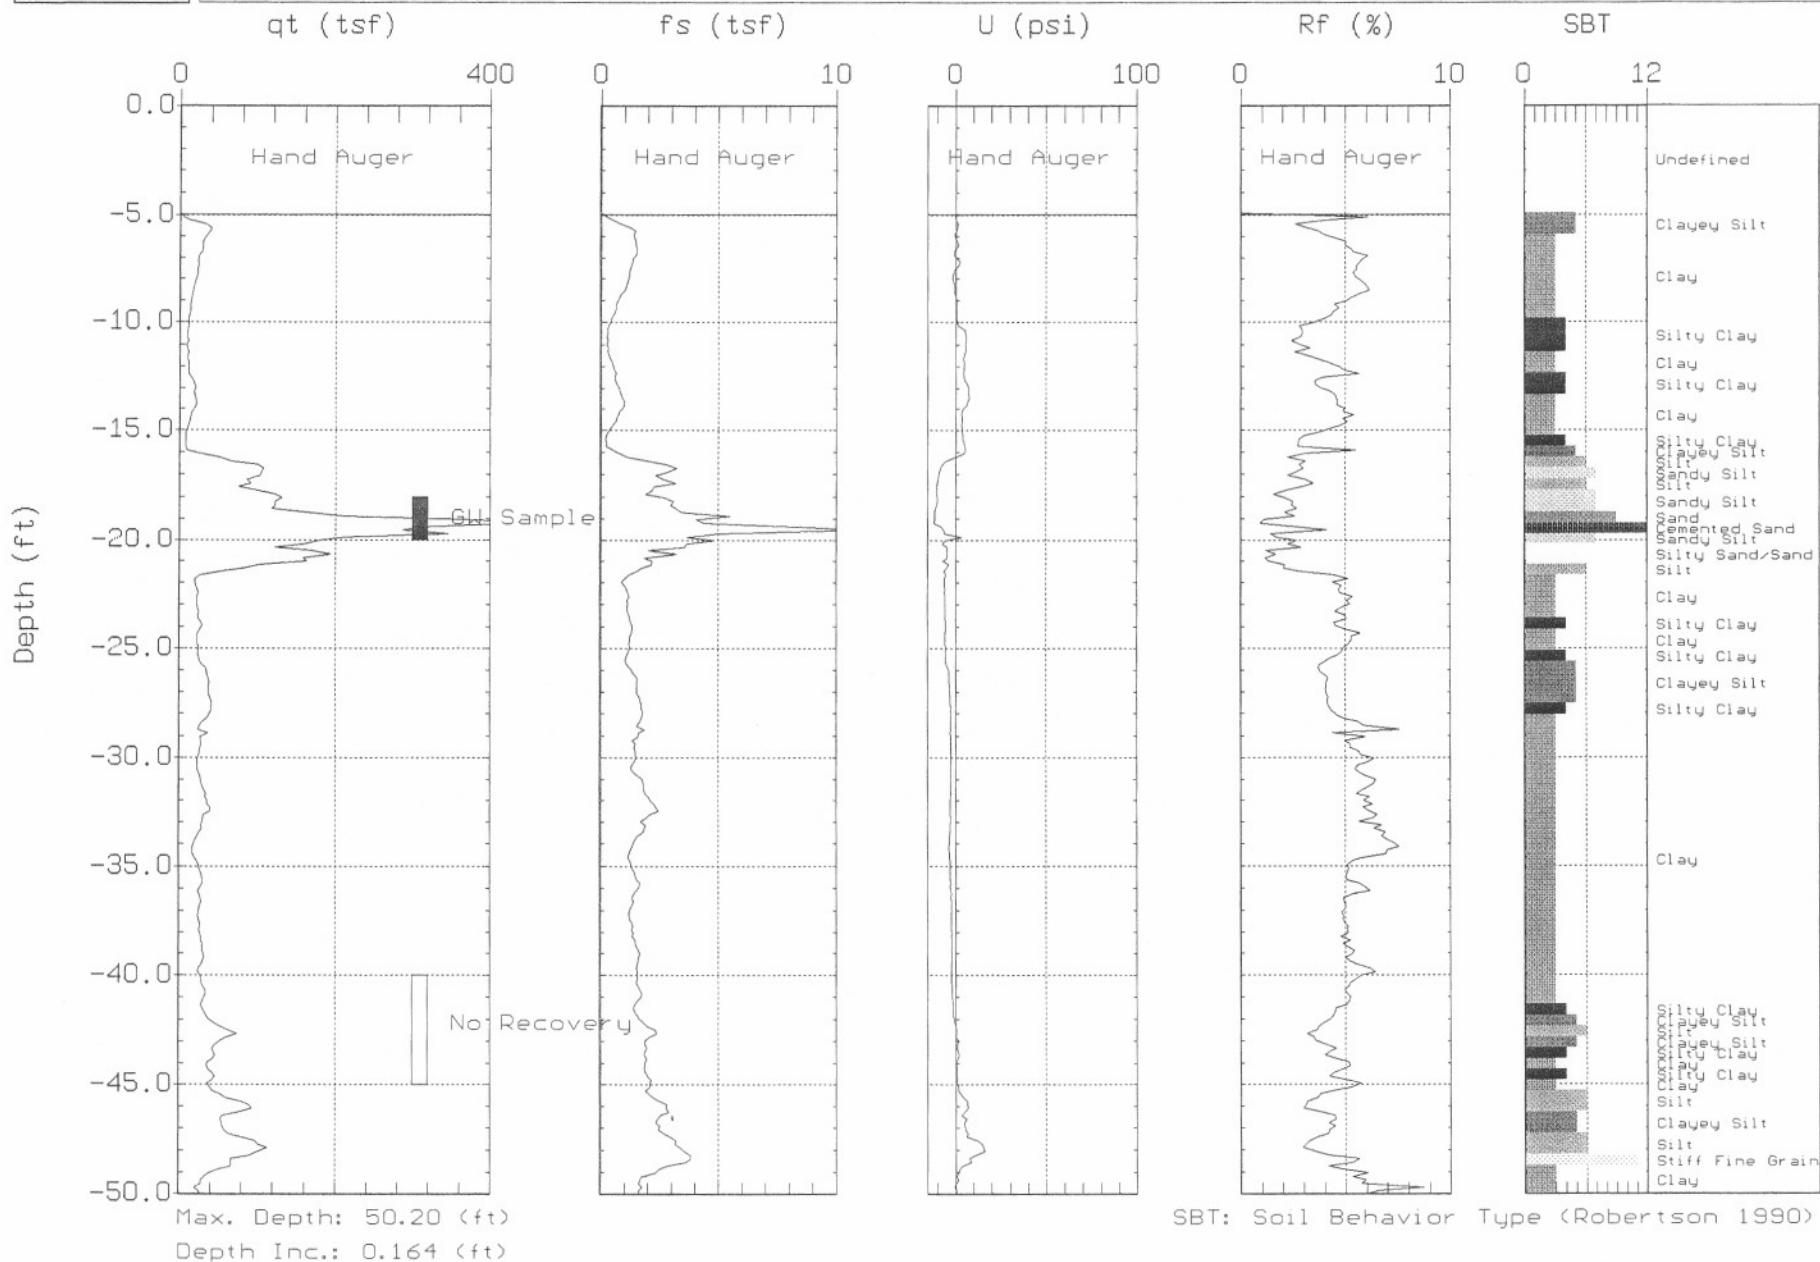 qt (tsf) fs (tsf) U (psi) Rf (%) SBT
0 400 0 10 0 100 0 10 0 12
0.0
Hand Auger Hand Auger Hand Auger Hand Auger
Undefined
-5.0
Clayey Silt
Clay
-10.0
Silty Clay
Clay
Silty Clay
Clay
-15.0
Silty Clay
Clayey Silt
Silt
Sandy Silt
Silt
Sandy Silt
GW Sample
Sand
Cemented Sand
-20.0
Sandy Silt
Silty Sand/Sand
Silt
Clay
Depth (ft)
Silty Clay
-25.0
Clay
Silty Clay
Clayey Silt
Silty Clay
-30.0
-35.0
Clay
-40.0
Silty Clay
No Recovery
Clayey Silt
Silt
Clayey Silt
Silty Clay
Clay
Silty Clay
-45.0
Clay
Silt
Clayey Silt
Silt
Stiff Fine Grain
Clay
-50.0
Max. Depth: 50.20 (ft)
SBT: Soil Behavior Type (Robertson 1990)
Depth Inc.: 0.164 (ft)